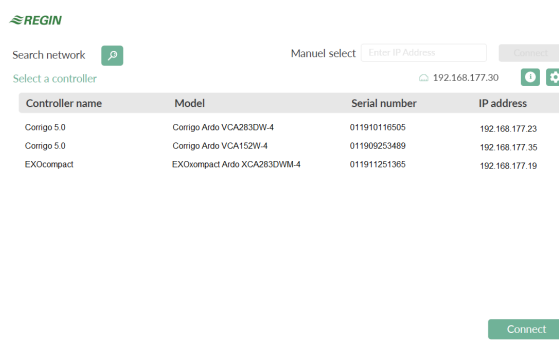 REGIN
Search network
Manuel select Enter IP Address Connect
Select a controller
192.168.177.30
Controller name Model Serial number IP address
Corrigo 5.0 Corrigo Ardo VCA283DW-4 011910116505 192.168.177.23
Corrigo 5.0 Corrigo Ardo VCA152W-4 011909253489 192.168.177.35
EXOcompact EXOxompact Ardo XCA283DWM-4 011911251365 192.168.177.19
Connect